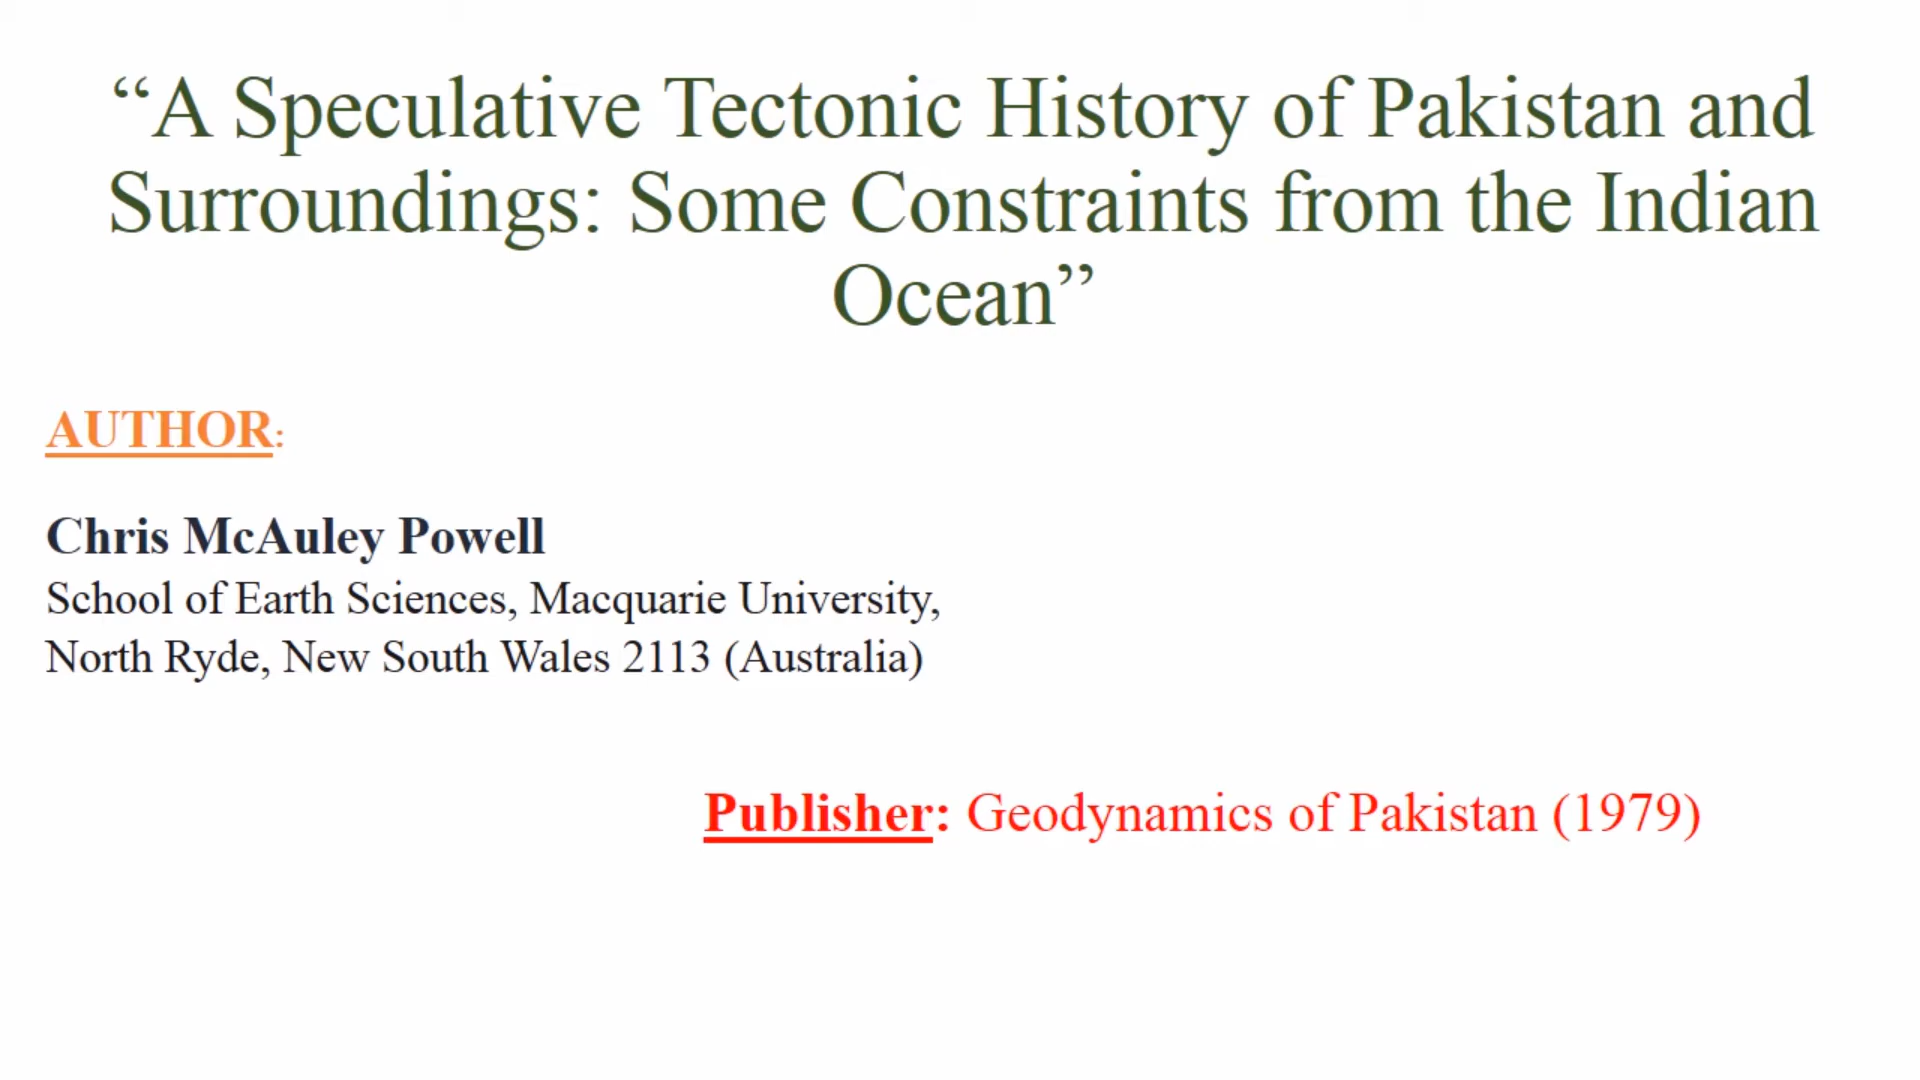 “A Speculative Tectonic History of Pakistan and
Surroundings: Some Constraints from the Indian
Ocean”
AUTHOR:
Chris McAuley Powell
School of Earth Sciences, Macquarie University,
North Ryde, New South Wales 2113 (Australia)
Publisher: Geodynamics of Pakistan (1979)